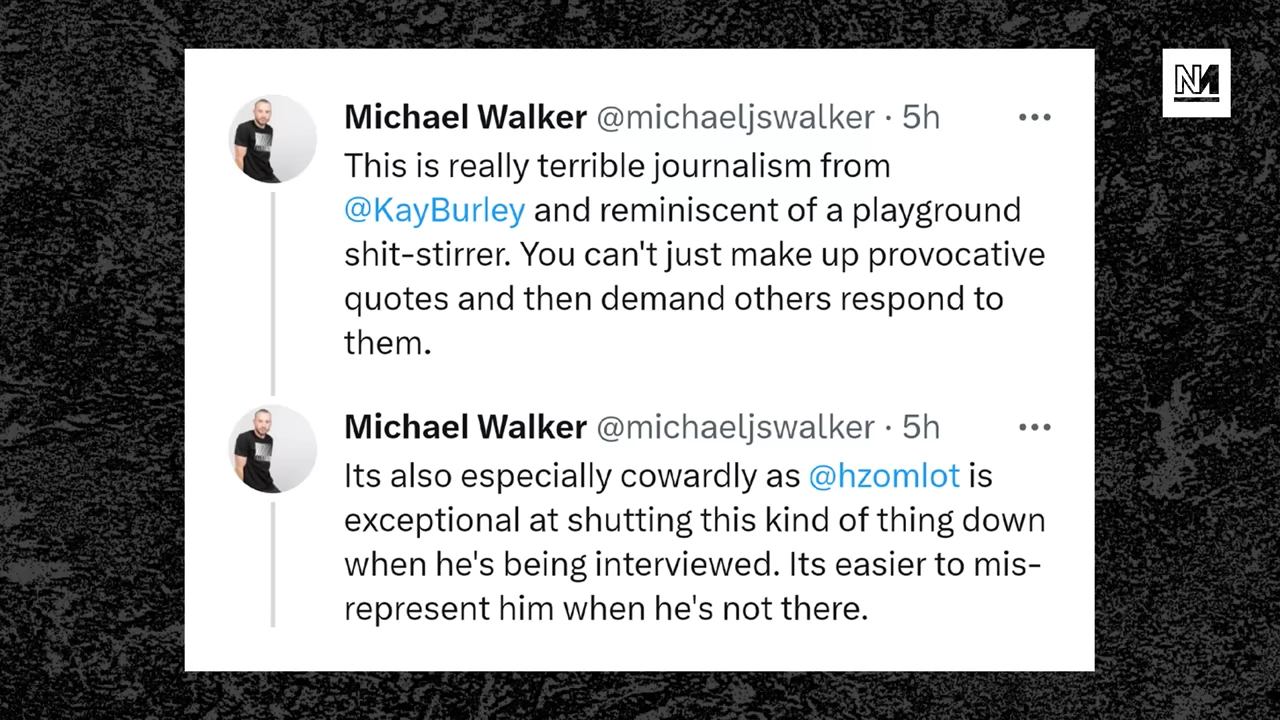 Michael Walker @michaeljswalker · 5h
This is really terrible journalism from
@KayBurley and reminiscent of a playground
shit-stirrer. You can't just make up provocative
quotes and then demand others respond to
them.
Michael Walker @michaeljswalker · 5h
Its also especially cowardly as @hzomlot is
exceptional at shutting this kind of thing down
when he's being interviewed. Its easier to mis-
represent him when he's not there.
NM